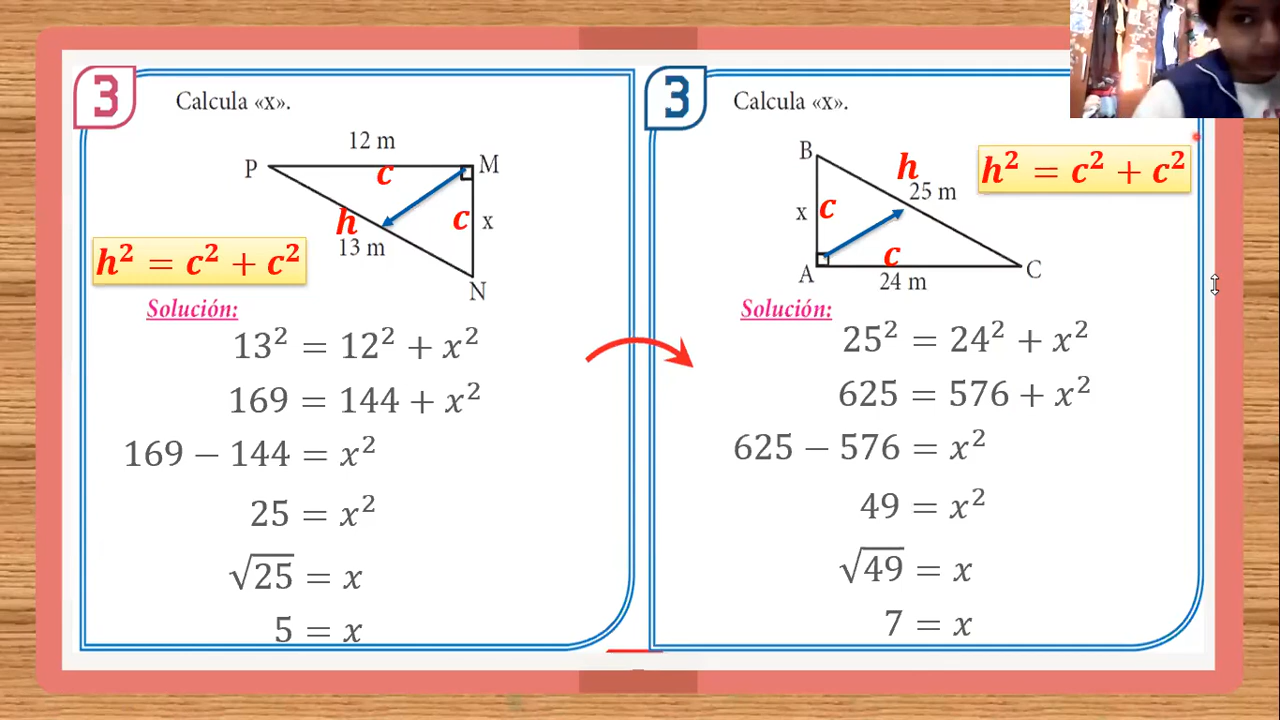 3
Calcula «x».
12 m
P
M
c
h
c
x
13 m
N
h² = c² + c²
Solución:
13² = 12² + x²
169 = 144 + x²
169 − 144 = x²
25 = x²
√25 = x
5 = x
3
Calcula «x».
B
h
25 m
h² = c² + c²
x
c
c
A
C
24 m
Solución:
25² = 24² + x²
625 = 576 + x²
625 − 576 = x²
49 = x²
√49 = x
7 = x